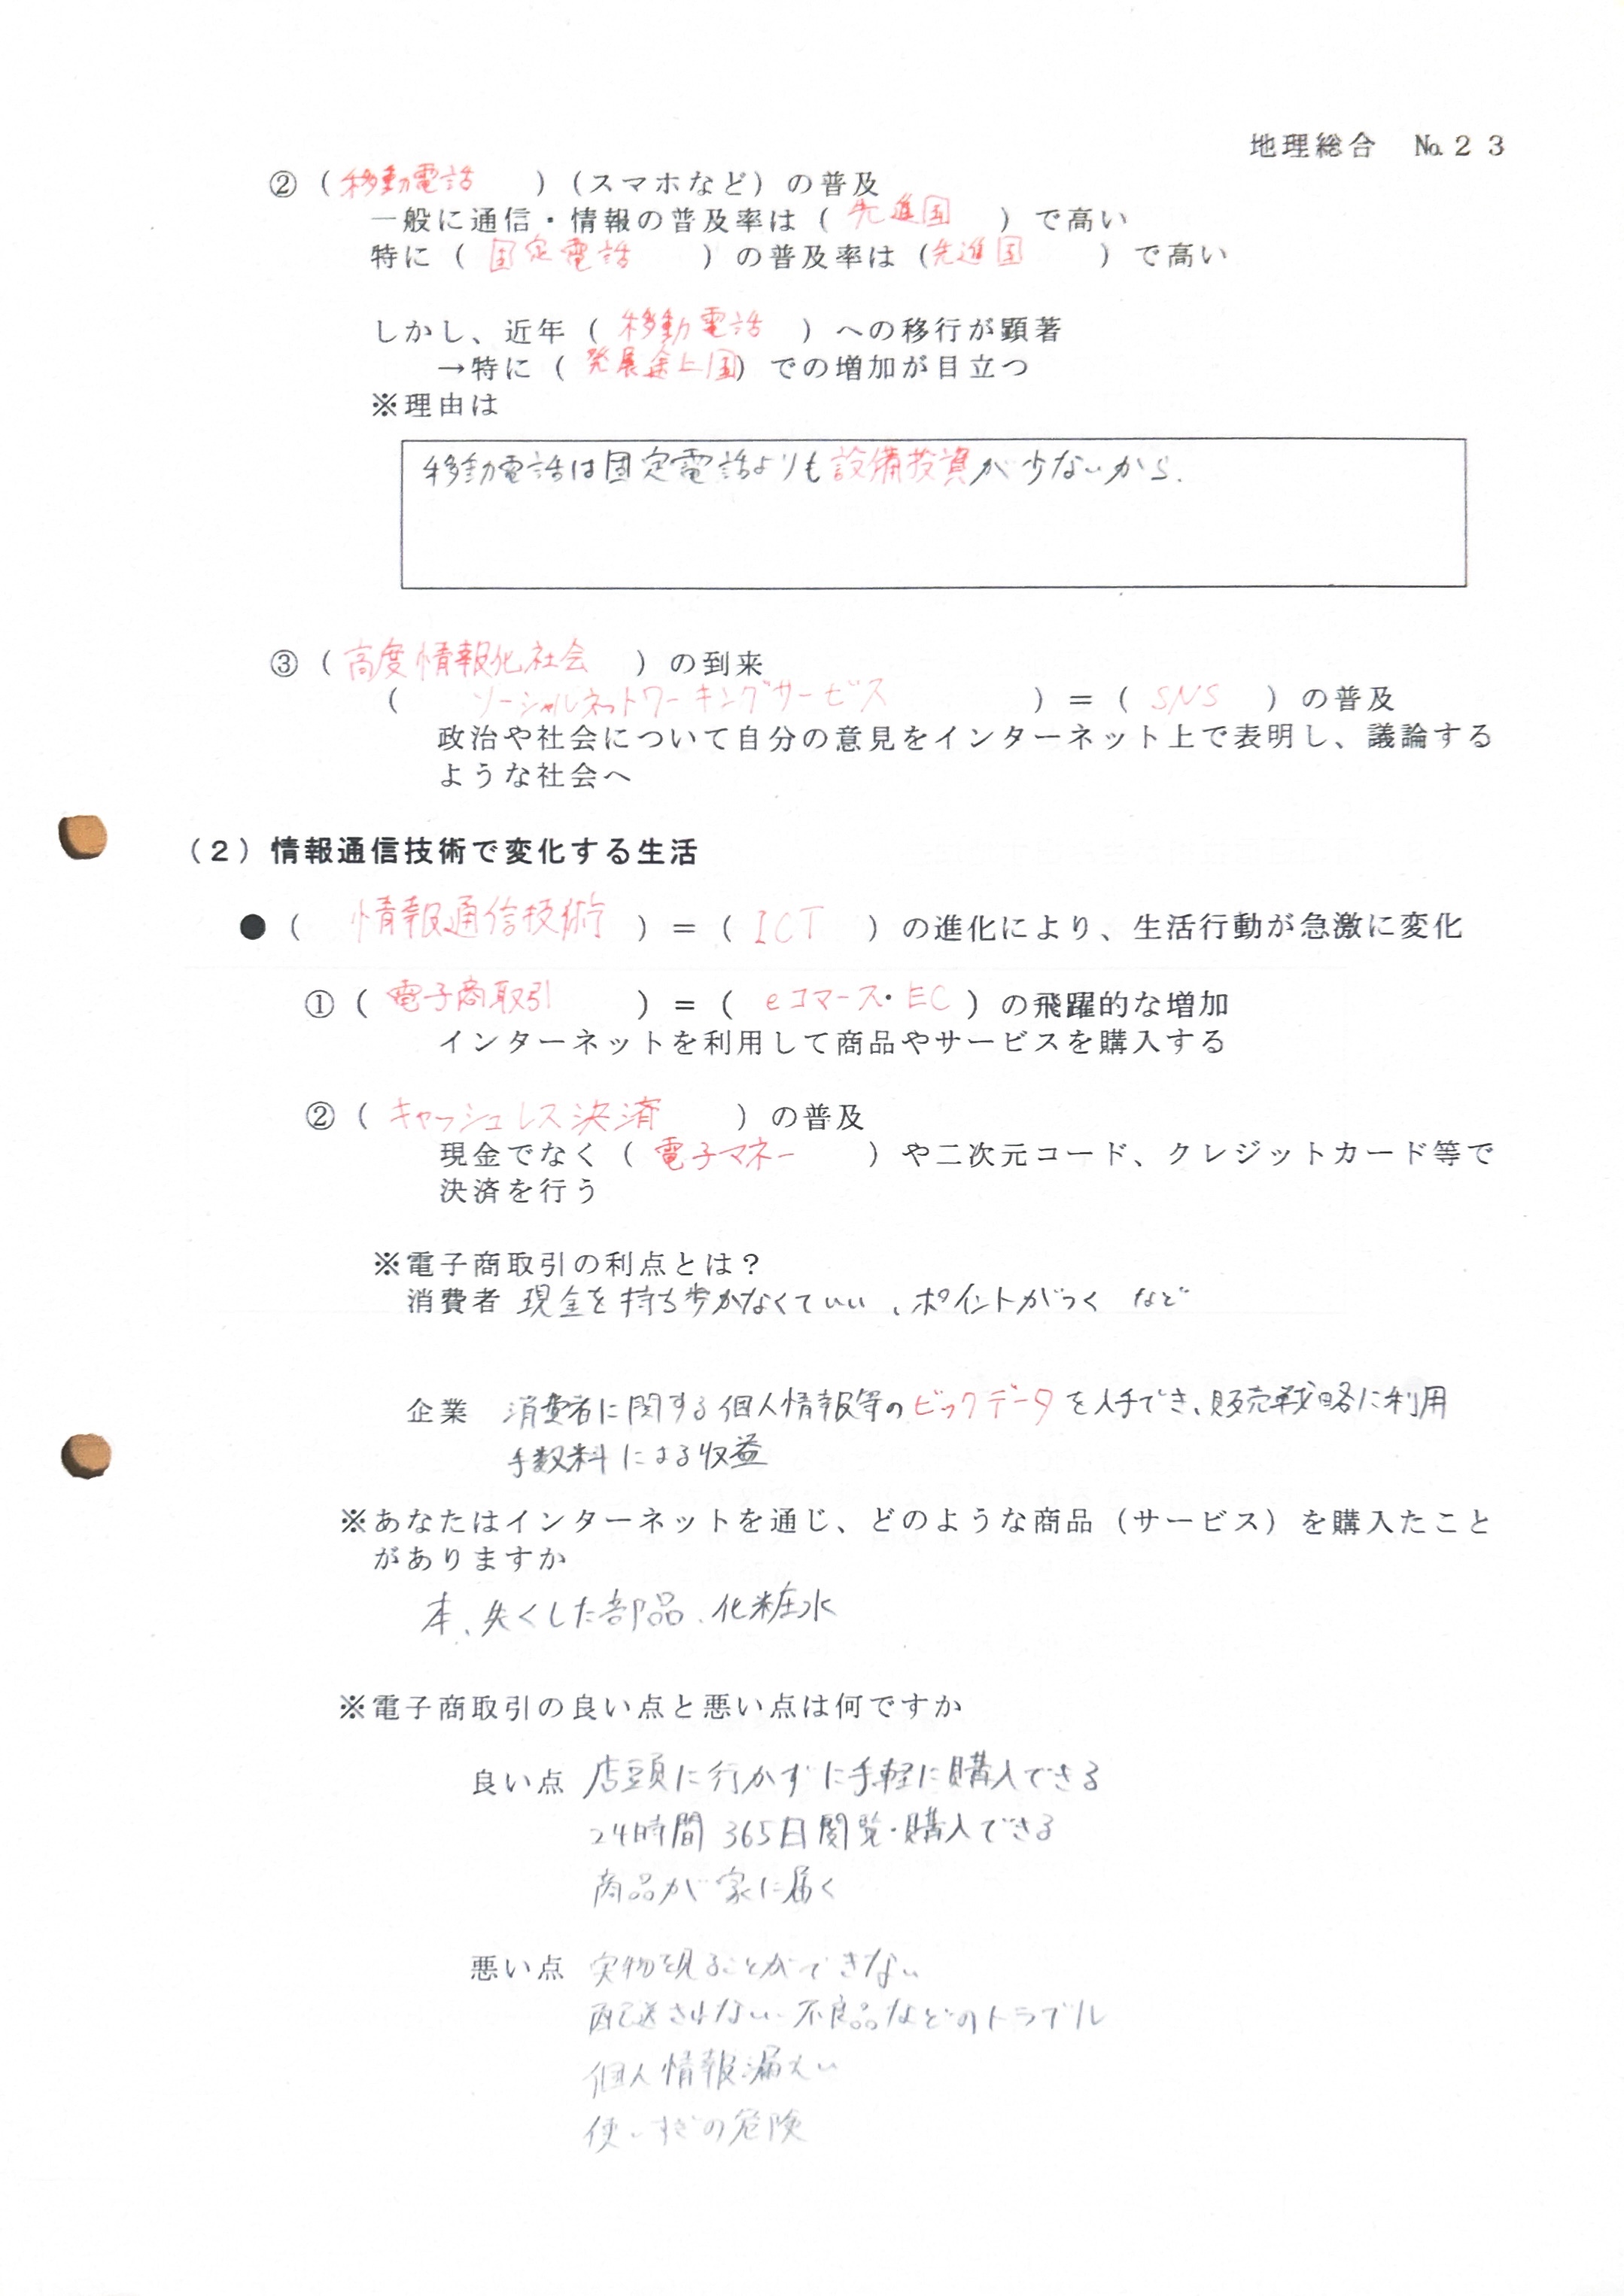 地理総合　№２３
②（移動電話）（スマホなど）の普及
一般に通信・情報の普及率は（先進国）で高い
特に（固定電話）の普及率は（先進国）で高い
しかし、近年（移動電話）への移行が顕著
→特に（発展途上国）での増加が目立つ
※理由は
移動電話は固定電話よりも設備投資が少ないから.
③（高度情報化社会）の到来
（ソーシャルネットワーキングサービス）＝（SNS）の普及
政治や社会について自分の意見をインターネット上で表明し、議論する
ような社会へ
（２）情報通信技術で変化する生活
●（情報通信技術）＝（ICT）の進化により、生活行動が急激に変化
①（電子商取引）＝（eコマース・EC）の飛躍的な増加
インターネットを利用して商品やサービスを購入する
②（キャッシュレス決済）の普及
現金でなく（電子マネー）や二次元コード、クレジットカード等で
決済を行う
※電子商取引の利点とは？
消費者 現金を持ち歩かなくていい、ポイントがつく など
企業 消費者に関する個人情報等のビックデータを入手でき、販売戦略に利用
手数料による収益
※あなたはインターネットを通じ、どのような商品（サービス）を購入たこと
がありますか
本、失くした部品、化粧水
※電子商取引の良い点と悪い点は何ですか
良い点 店頭に行かずに手軽に購入できる
24時間 365日閲覧・購入できる
商品が家に届く
悪い点 実物を見ることができない
配送されない・不良品などのトラブル
個人情報漏えい
使いすぎの危険